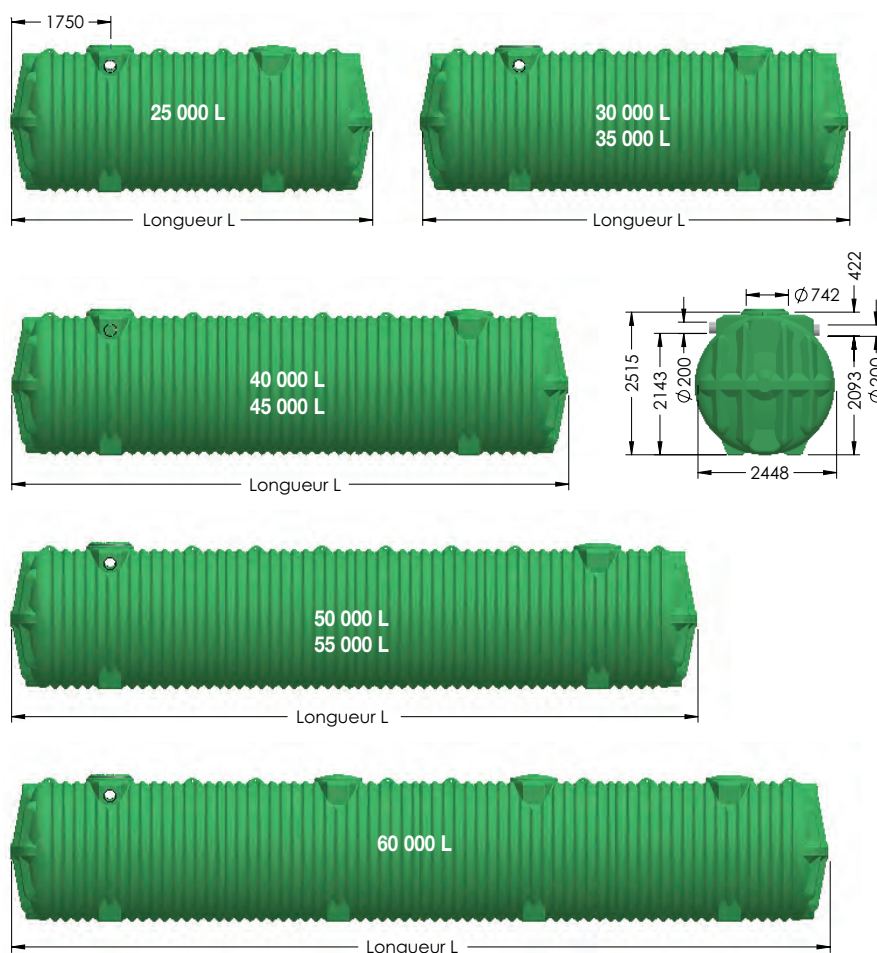 1750
25 000 L
30 000 L
35 000 L
Longueur L
Longueur L
40 000 L
45 000 L
Longueur L
422
Ø742
2515
2143
Ø200
2093
Ø200
2448
50 000 L
55 000 L
Longueur L
60 000 L
Longueur L